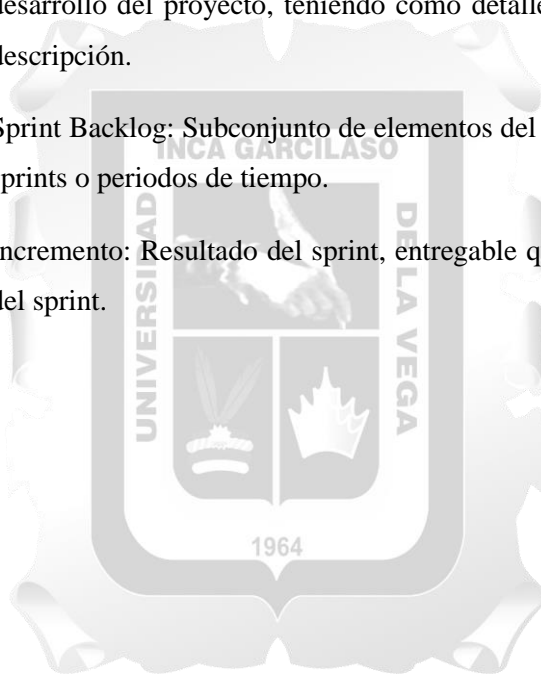 desarrollo del proyecto, teniendo como detalle
descripción.
Sprint Backlog: Subconjunto de elementos del
sprints o periodos de tiempo.
Incremento: Resultado del sprint, entregable q
del sprint.
UNIVERSIDAD
INCA GARCILASO
DE LA VEGA
1964